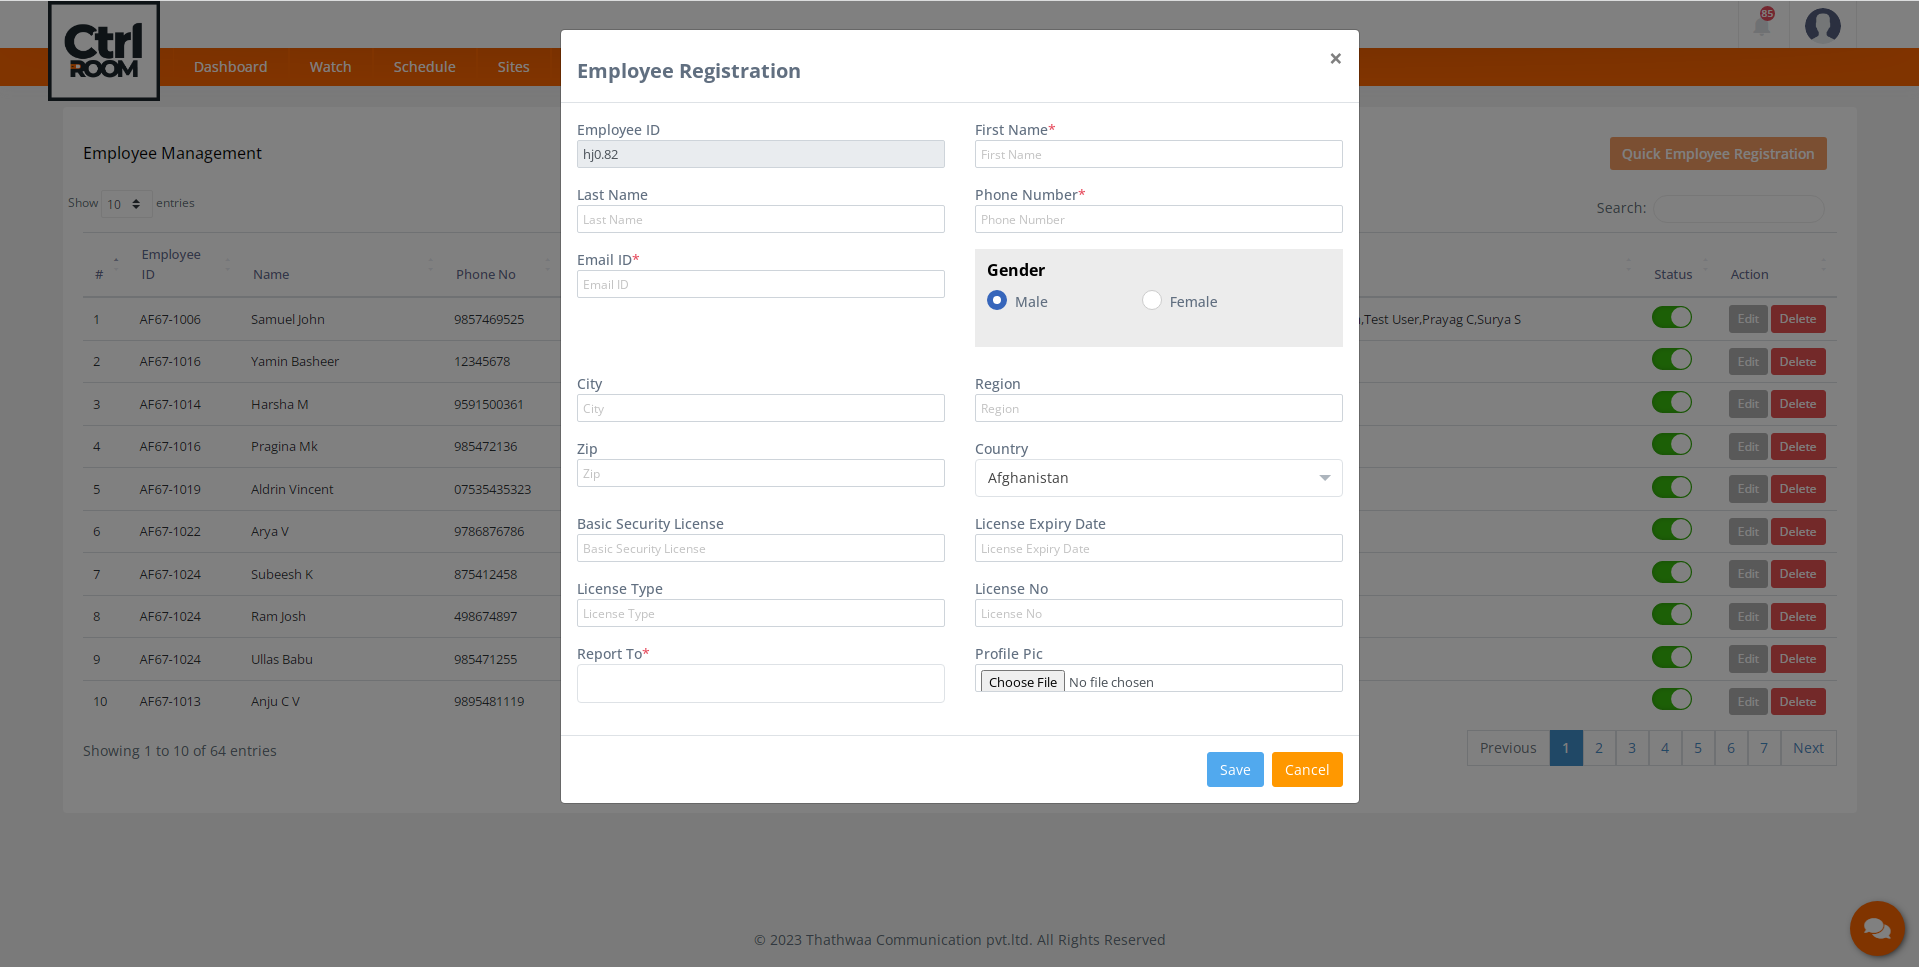 Ctrl
ROOM
Dashboard
Watch
Schedule
Sites
85
Employee Management
Quick Employee Registration
Show 10 entries
Search:
# Employee ID Name Phone No Status Action
1 AF67-1006 Samuel John 9857469525 ,Test User,Prayag C,Surya S Edit Delete
2 AF67-1016 Yamin Basheer 12345678 Edit Delete
3 AF67-1014 Harsha M 9591500361 Edit Delete
4 AF67-1016 Pragina Mk 985472136 Edit Delete
5 AF67-1019 Aldrin Vincent 07535435323 Edit Delete
6 AF67-1022 Arya V 9786876786 Edit Delete
7 AF67-1024 Subeesh K 875412458 Edit Delete
8 AF67-1024 Ram Josh 498674897 Edit Delete
9 AF67-1024 Ullas Babu 985471255 Edit Delete
10 AF67-1013 Anju C V 9895481119 Edit Delete
Showing 1 to 10 of 64 entries
Previous 1 2 3 4 5 6 7 Next
Employee Registration
×
Employee ID
hj0.82
First Name*
First Name
Last Name
Last Name
Phone Number*
Phone Number
Email ID*
Email ID
Gender
Male Female
City
City
Region
Region
Zip
Zip
Country
Afghanistan
Basic Security License
Basic Security License
License Expiry Date
License Expiry Date
License Type
License Type
License No
License No
Report To*
Profile Pic
Choose File No file chosen
Save
Cancel
© 2023 Thathwaa Communication pvt.ltd. All Rights Reserved